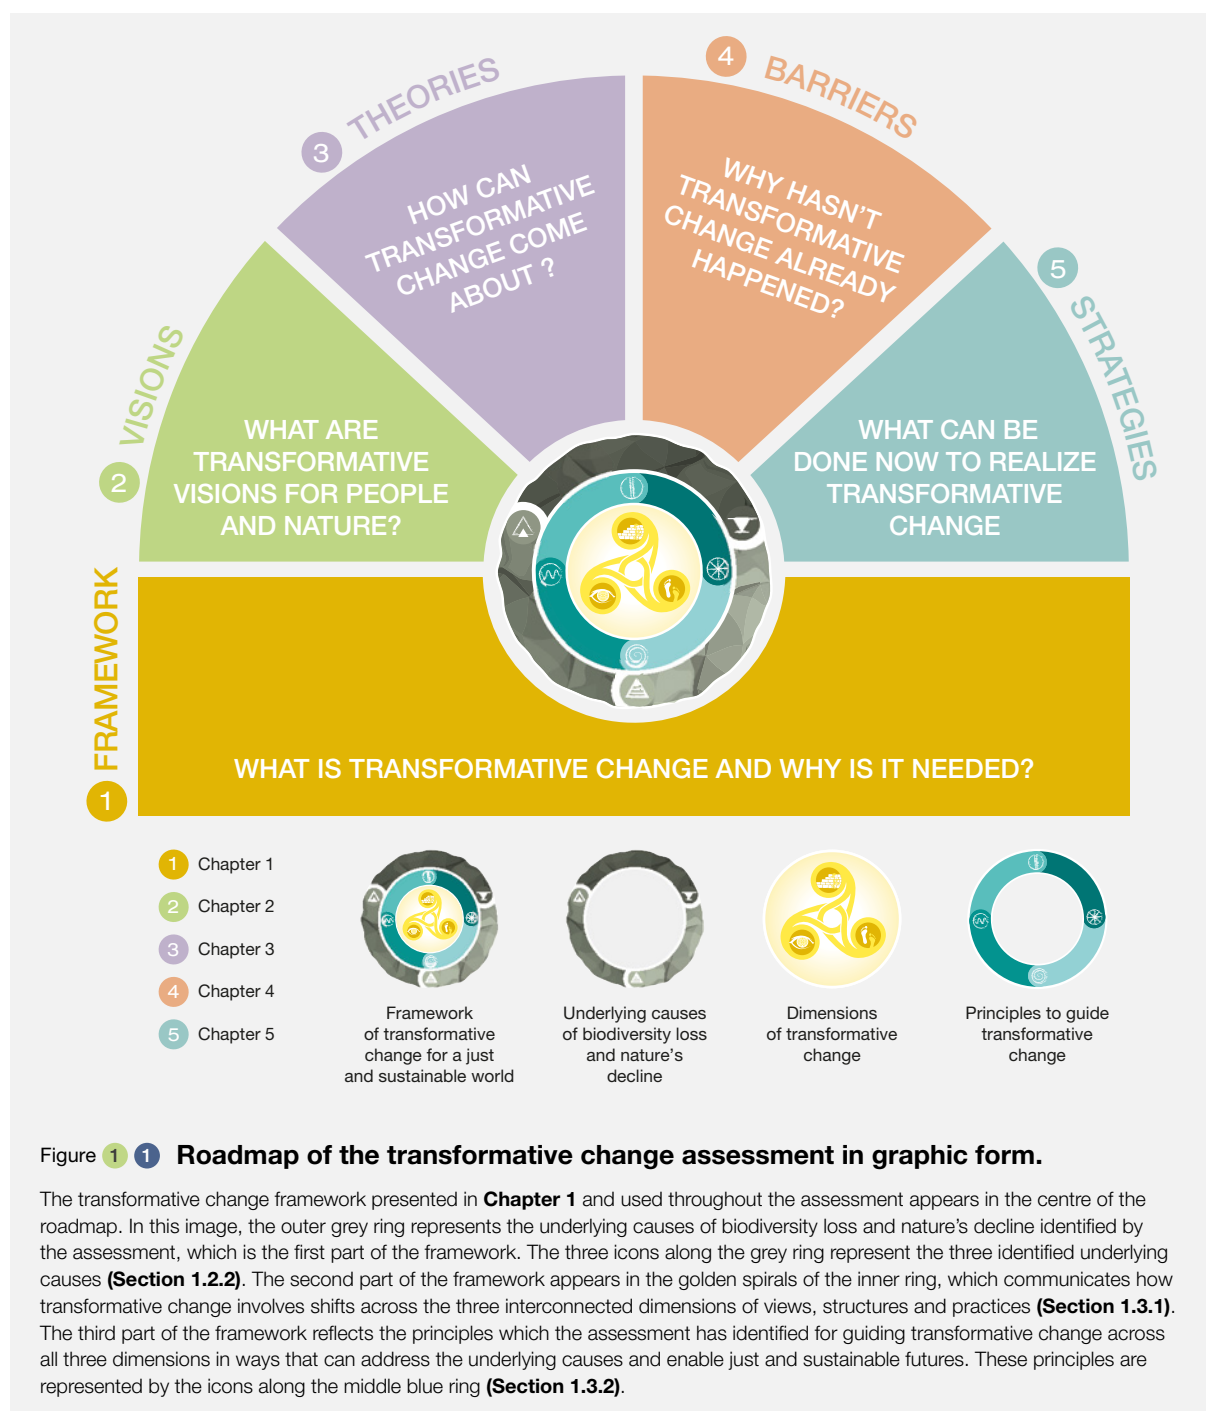 4 BARRIERS
3 THEORIES
WHY HASN'T
TRANSFORMATIVE
CHANGE ALREADY
HAPPENED?
HOW CAN
TRANSFORMATIVE
CHANGE COME
ABOUT ?
5 STRATEGIES
2 VISIONS
WHAT ARE
TRANSFORMATIVE
VISIONS FOR PEOPLE
AND NATURE?
WHAT CAN BE
DONE NOW TO REALIZE
TRANSFORMATIVE
CHANGE
1 FRAMEWORK
WHAT IS TRANSFORMATIVE CHANGE AND WHY IS IT NEEDED?
1 Chapter 1
2 Chapter 2
3 Chapter 3
4 Chapter 4
5 Chapter 5
Framework
of transformative
change for a just
and sustainable world
Underlying causes
of biodiversity loss
and nature's
decline
Dimensions
of transformative
change
Principles to guide
transformative
change
Figure 1 1 Roadmap of the transformative change assessment in graphic form.
The transformative change framework presented in Chapter 1 and used throughout the assessment appears in the centre of the
roadmap. In this image, the outer grey ring represents the underlying causes of biodiversity loss and nature's decline identified by
the assessment, which is the first part of the framework. The three icons along the grey ring represent the three identified underlying
causes (Section 1.2.2). The second part of the framework appears in the golden spirals of the inner ring, which communicates how
transformative change involves shifts across the three interconnected dimensions of views, structures and practices (Section 1.3.1).
The third part of the framework reflects the principles which the assessment has identified for guiding transformative change across
all three dimensions in ways that can address the underlying causes and enable just and sustainable futures. These principles are
represented by the icons along the middle blue ring (Section 1.3.2).